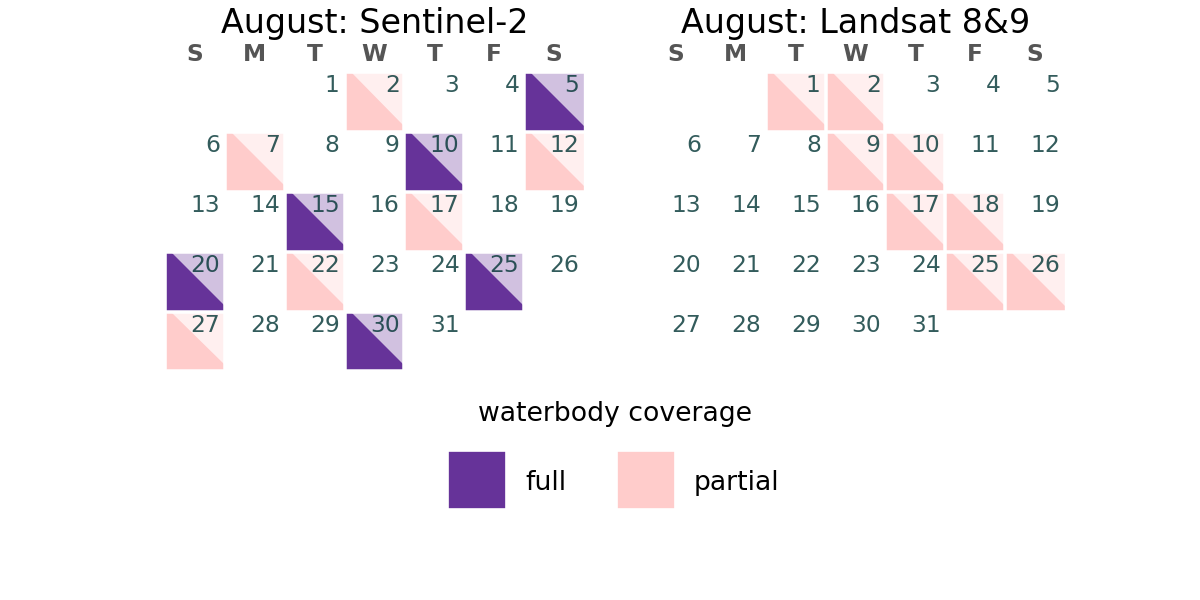 August: Sentinel-2
S M T W T F S
1 2 3 4 5
6 7 8 9 10 11 12
13 14 15 16 17 18 19
20 21 22 23 24 25 26
27 28 29 30 31
August: Landsat 8&9
S M T W T F S
1 2 3 4 5
6 7 8 9 10 11 12
13 14 15 16 17 18 19
20 21 22 23 24 25 26
27 28 29 30 31
waterbody coverage
full partial